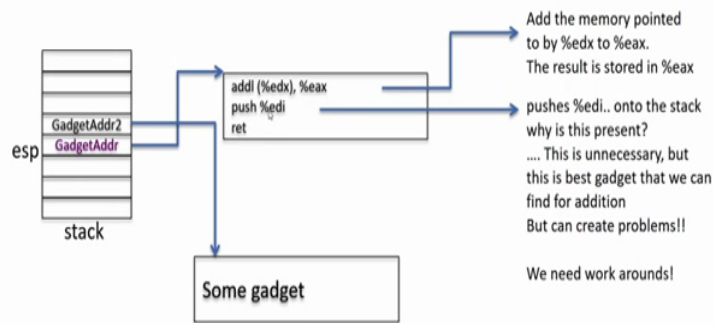 Add the memory pointed
to by %edx to %eax.
The result is stored in %eax
addl (%edx), %eax
push %edi
ret
pushes %edi.. onto the stack
why is this present?
.... This is unnecessary, but
this is best gadget that we can
find for addition
But can create problems!!
We need work arounds!
GadgetAddr2
GadgetAddr
esp
stack
Some gadget